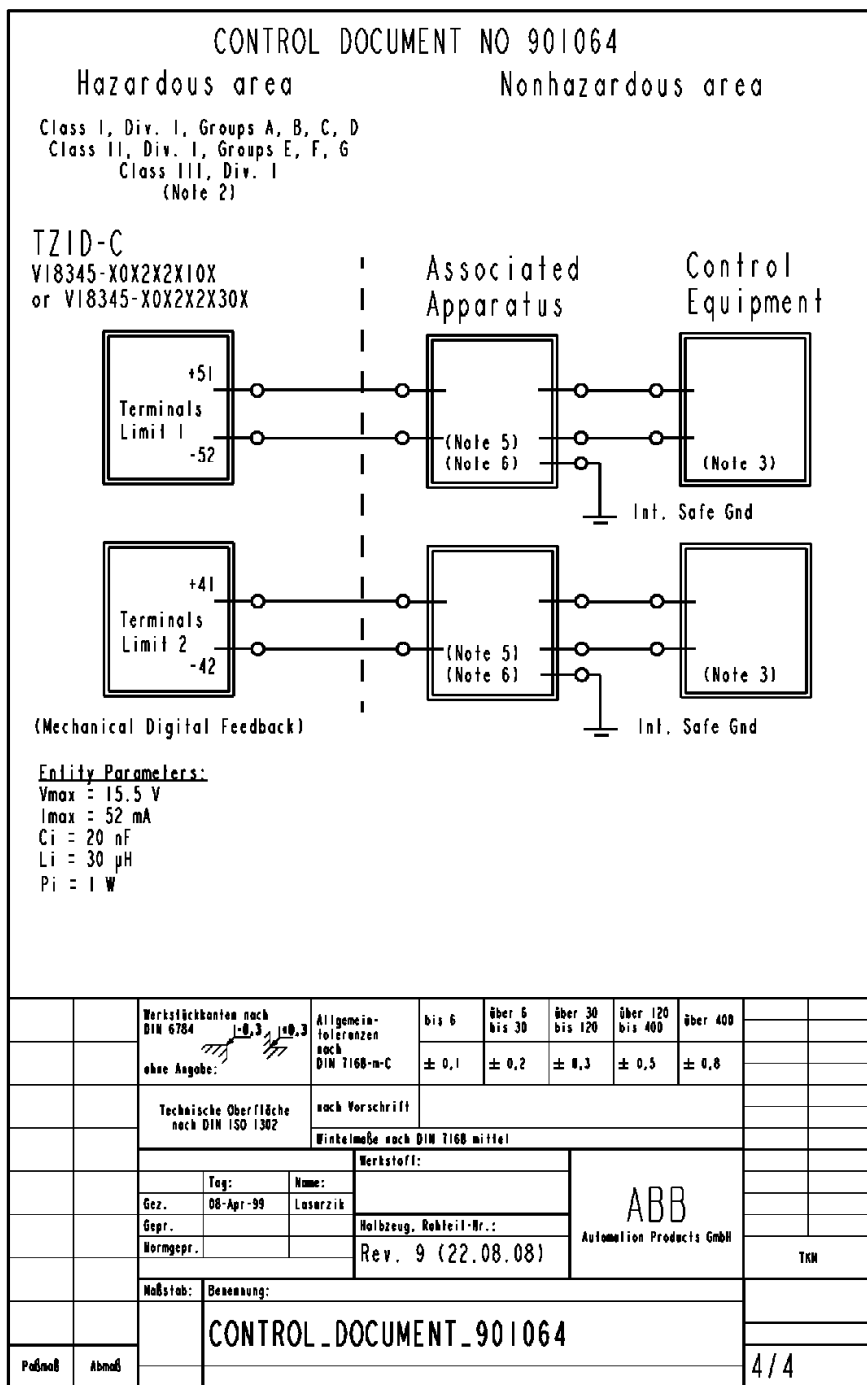 CONTROL DOCUMENT NO 901064
Hazardous area
Nonhazardous area
Class I, Div. I, Groups A, B, C, D
Class II, Div. I, Groups E, F, G
Class III, Div. I
(Note 2)
TZID-C
V18345-X0X2X2X10X
or V18345-X0X2X2X30X
Associated
Apparatus
Control
Equipment
+51
Terminals
Limit 1
-52
(Note 5)
(Note 6)
(Note 3)
Int. Safe Gnd
+41
Terminals
Limit 2
-42
(Note 5)
(Note 6)
(Note 3)
Int. Safe Gnd
(Mechanical Digital Feedback)
Entity Parameters:
Vmax = 15.5 V
Imax = 52 mA
Ci = 20 nF
Li = 30 µH
Pi = 1 W
Werkstückkanten nach
DIN 6784
-0,3
+0,3
ohne Angabe:
Allgemein-
toleranzen
nach
DIN 7168-m-C
bis 6
über 6
bis 30
über 30
bis 120
über 120
bis 400
über 400
± 0,1
± 0,2
± 0,3
± 0,5
± 0,8
Technische Oberfläche
nach DIN ISO 1302
nach Vorschrift
Winkelmaße nach DIN 7168 mittel
Werkstoff:
Tag:
Name:
Gez.
08-Apr-99
Lasarzik
Gepr.
Normgepr.
Halbzeug, Rohteil-Nr.:
Rev. 9 (22.08.08)
ABB
Automation Products GmbH
TKN
Maßstab:
Benennung:
CONTROL_DOCUMENT_901064
Paßmaß
Abmaß
4/4